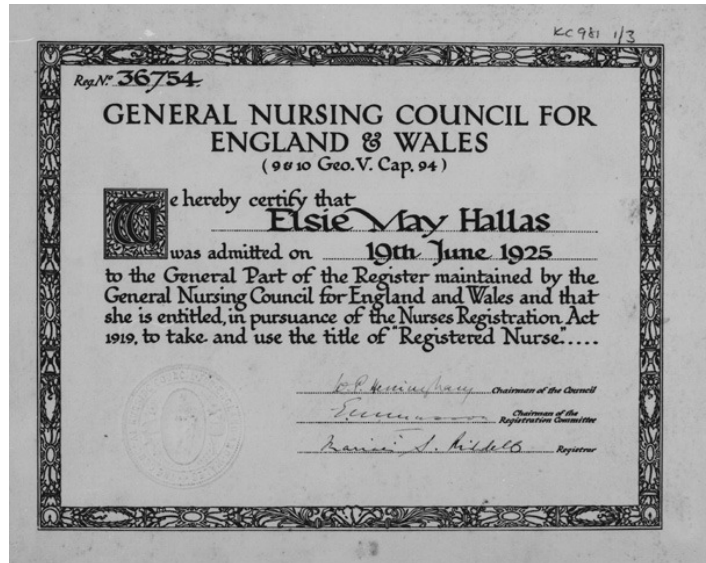 KC981 1/3
Reg. Nº 36754.
GENERAL NURSING COUNCIL FOR
ENGLAND & WALES
(9 & 10 Geo. V. Cap. 94)
We hereby certify that
Elsie May Hallas
was admitted on 19th June 1925
to the General Part of the Register maintained by the
General Nursing Council for England and Wales and that
she is entitled, in pursuance of the Nurses Registration Act
1919, to take and use the title of "Registered Nurse".....
Chairman of the Council
Chairman of the
Registration Committee
Riddell Registrar